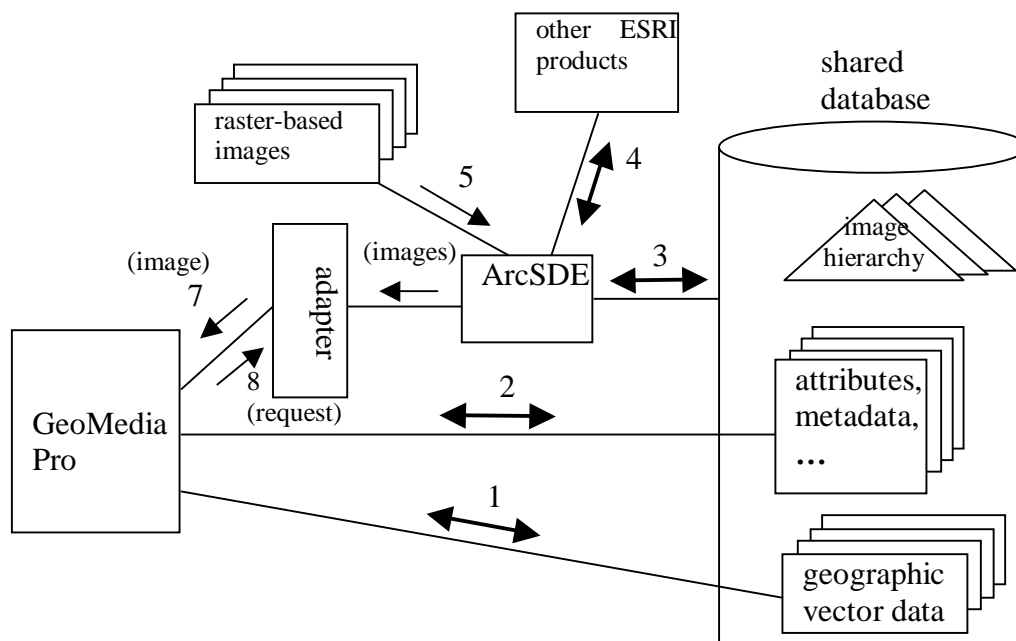 other ESRI
products
shared
database
raster-based
images
4
5
image
hierarchy
(image)
7
adapter
(images)
ArcSDE
3
8
(request)
2
GeoMedia
Pro
attributes,
metadata,
...
1
geographic
vector data